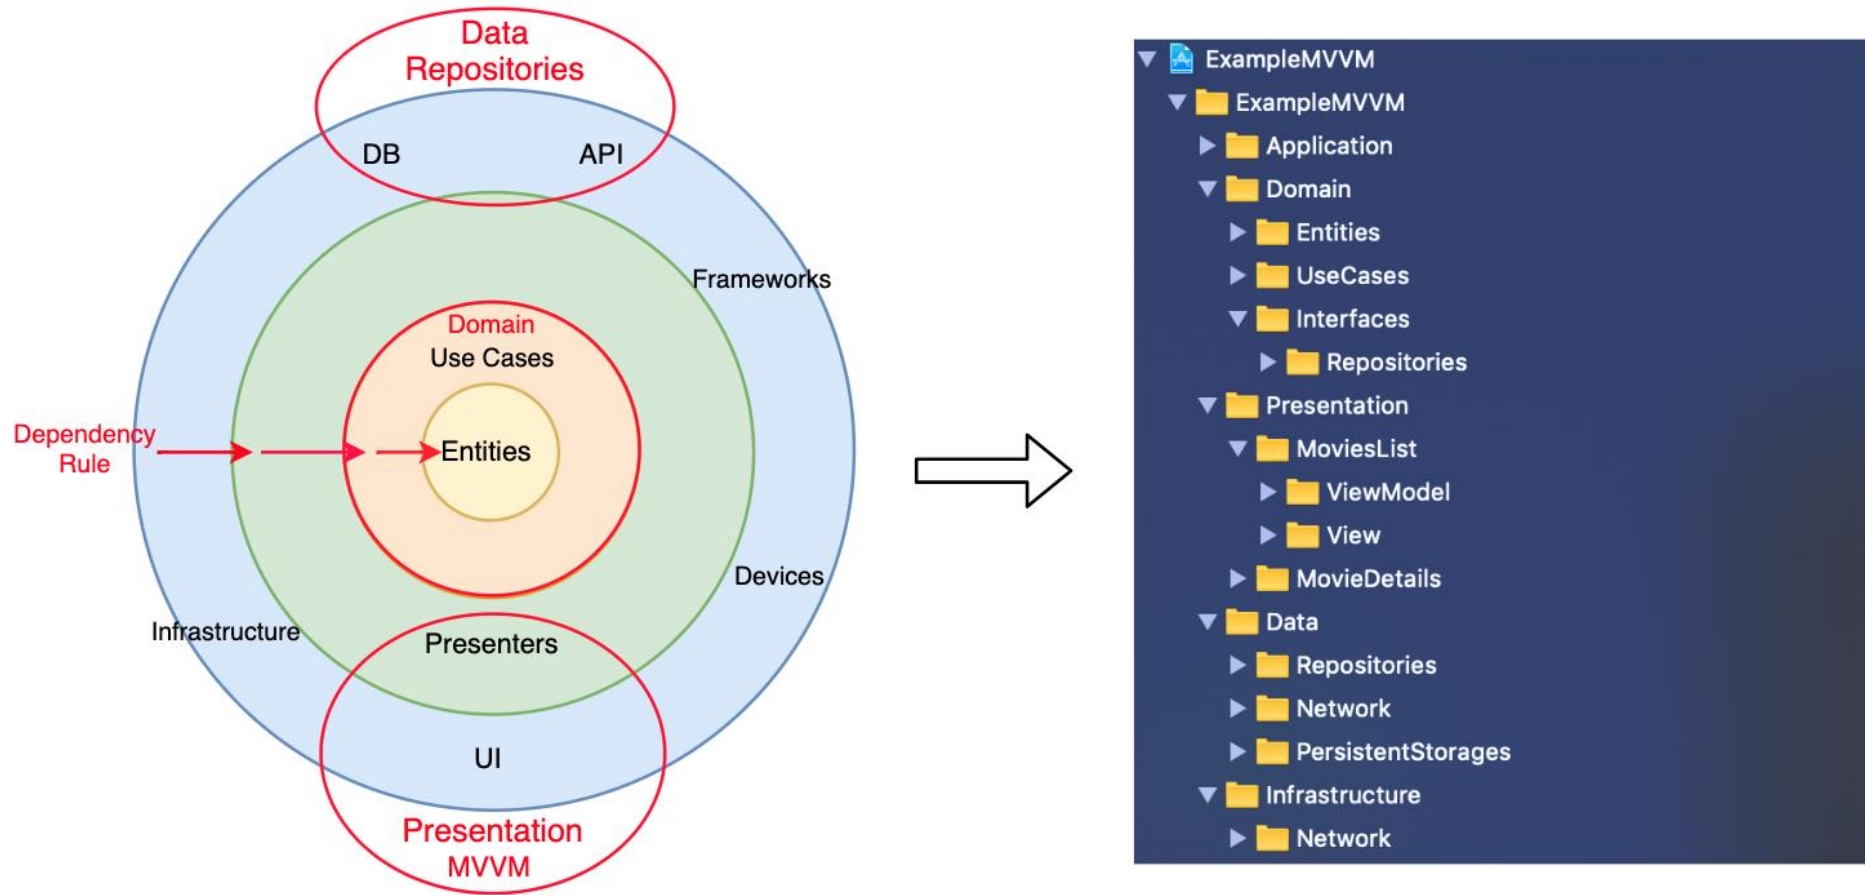 Data
Repositories
DB
API
Frameworks
Domain
Use Cases
Dependency
Rule
Entities
Devices
Infrastructure
Presenters
UI
Presentation
MVVM
ExampleMVVM
ExampleMVVM
Application
Domain
Entities
UseCases
Interfaces
Repositories
Presentation
MoviesList
ViewModel
View
MovieDetails
Data
Repositories
Network
PersistentStorages
Infrastructure
Network